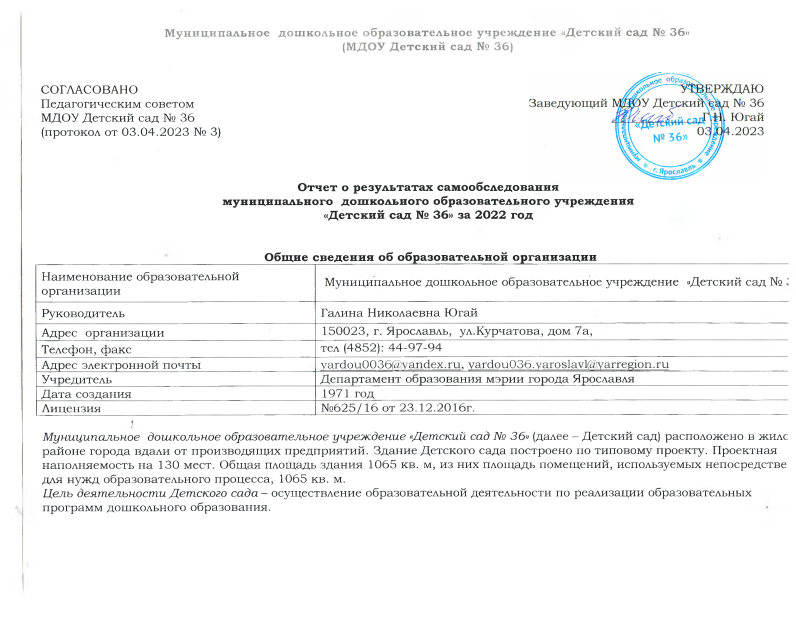 Муниципальное дошкольное образовательное учреждение «Детский сад № 36»
(МДОУ Детский сад № 36)
СОГЛАСОВАНО
Педагогическим советом
МДОУ Детский сад № 36
(протокол от 03.04.2023 № 3)
УТВЕРЖДАЮ
Заведующий МДОУ Детский сад № 36
Г.Н. Югай
03.04.2023
«Детский сад
№ 36»
г. Ярославль
Отчет о результатах самообследования
муниципального дошкольного образовательного учреждения
«Детский сад № 36» за 2022 год
Общие сведения об образовательной организации
Наименование образовательной
организации
Муниципальное дошкольное образовательное учреждение «Детский сад №
Руководитель
Галина Николаевна Югай
Адрес организации
150023, г. Ярославль, ул.Курчатова, дом 7а,
Телефон, факс
тел (4852): 44-97-94
Адрес электронной почты
yardou0036@yandex.ru, yardou036.yaroslavl@yarregion.ru
Учредитель
Департамент образования мэрии города Ярославля
Дата создания
1971 год
Лицензия
№625/16 от 23.12.2016г.
Муниципальное дошкольное образовательное учреждение «Детский сад № 36» (далее – Детский сад) расположено в жило
районе города вдали от производящих предприятий. Здание Детского сада построено по типовому проекту. Проектная
наполняемость на 130 мест. Общая площадь здания 1065 кв. м, из них площадь помещений, используемых непосредстве
для нужд образовательного процесса, 1065 кв. м.
Цель деятельности Детского сада – осуществление образовательной деятельности по реализации образовательных
программ дошкольного образования.